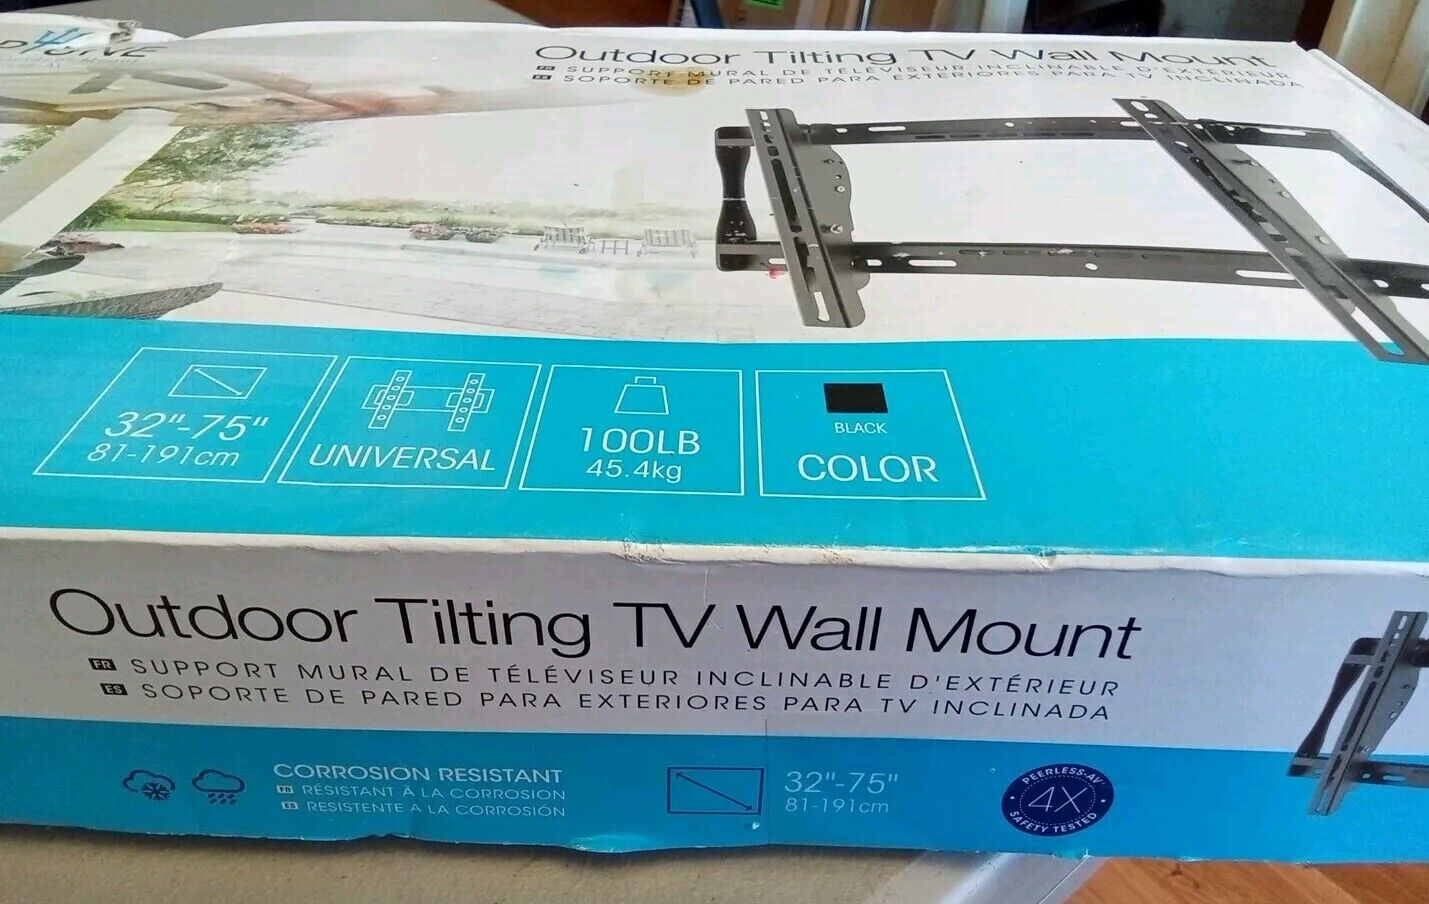 Outdoor Tilting TV Wall Mount
FR SUPPORT MURAL DE TÉLÉVISEUR INCLINABLE D'EXTÉRIEUR
ES SOPORTE DE PARED PARA EXTERIORES PARA TV INCLINADA
32"-75"
81-191cm
UNIVERSAL
100LB
45.4kg
BLACK
COLOR
Outdoor Tilting TV Wall Mount
FR SUPPORT MURAL DE TÉLÉVISEUR INCLINABLE D'EXTÉRIEUR
ES SOPORTE DE PARED PARA EXTERIORES PARA TV INCLINADA
CORROSION RESISTANT
FR RÉSISTANT À LA CORROSION
ES RESISTENTE A LA CORROSIÓN
32"-75"
81-191cm
PEERLESS-AV
4X
SAFETY TESTED